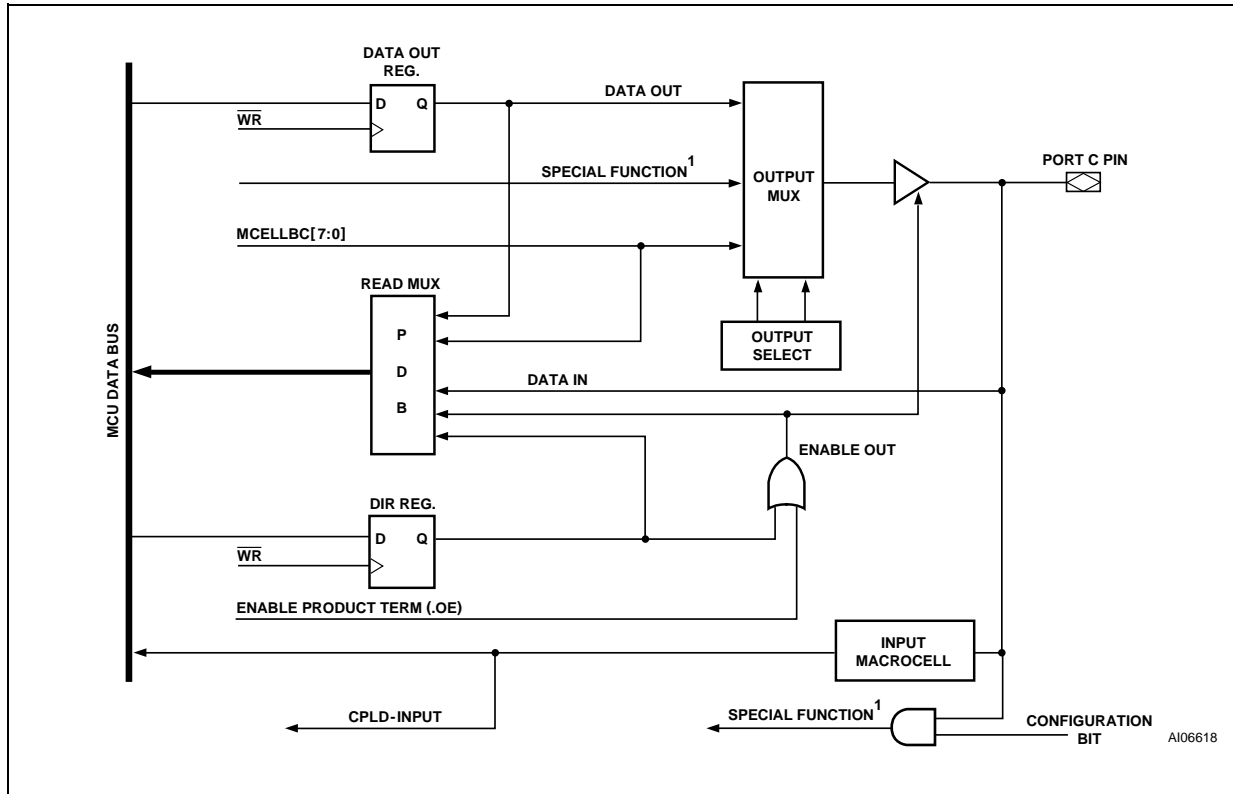 DATA OUT
REG.
D Q
WR
DATA OUT
SPECIAL FUNCTION1
MCELLBC[7:0]
OUTPUT
MUX
PORT C PIN
READ MUX
P
D
B
OUTPUT
SELECT
MCU DATA BUS
DATA IN
ENABLE OUT
DIR REG.
D Q
WR
ENABLE PRODUCT TERM (.OE)
INPUT
MACROCELL
CPLD-INPUT
SPECIAL FUNCTION1
CONFIGURATION
BIT
AI06618